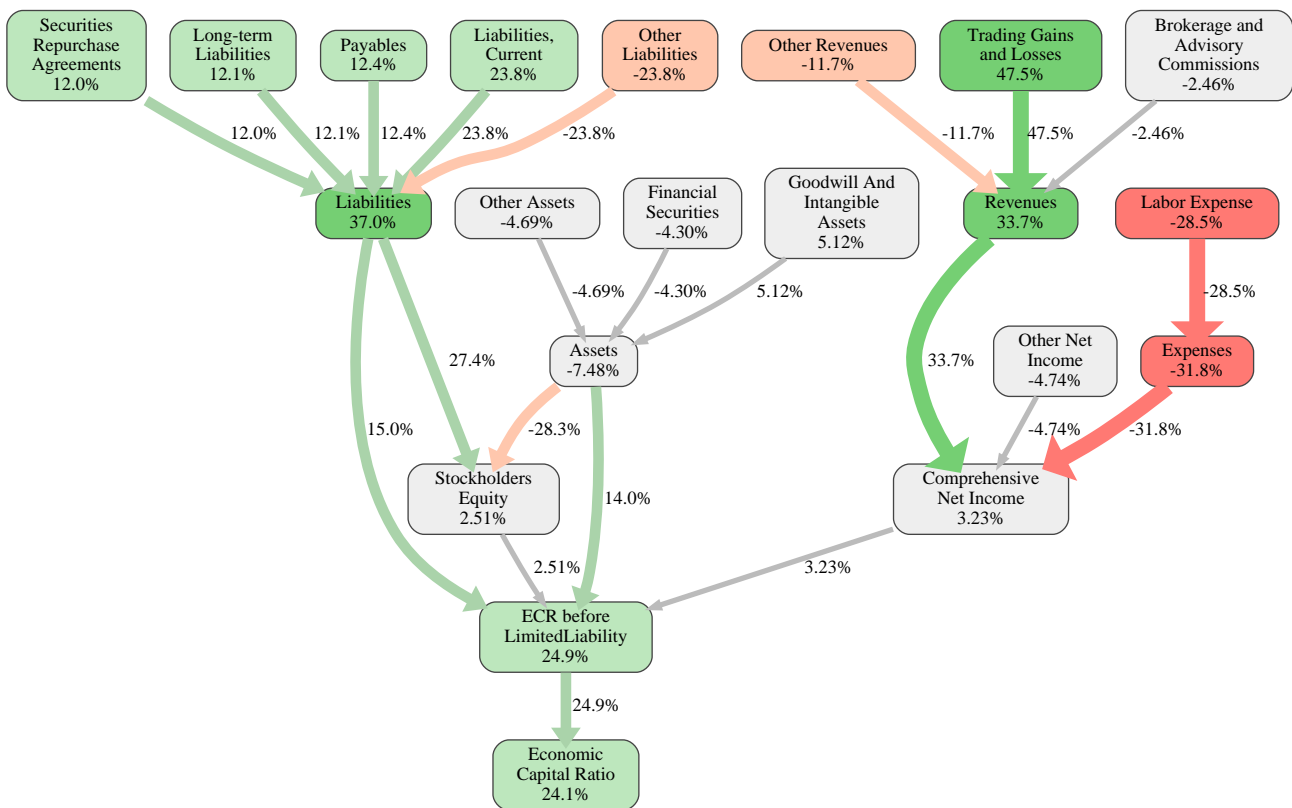 Securities
Repurchase
Agreements
12.0%
Long-term
Liabilities
12.1%
Payables
12.4%
Liabilities,
Current
23.8%
Other
Liabilities
-23.8%
Other Revenues
-11.7%
Trading Gains
and Losses
47.5%
Brokerage and
Advisory
Commissions
-2.46%
12.0%
12.1%
12.4%
23.8%
-23.8%
-11.7%
47.5%
-2.46%
Liabilities
37.0%
Other Assets
-4.69%
Financial
Securities
-4.30%
Goodwill And
Intangible
Assets
5.12%
Revenues
33.7%
Labor Expense
-28.5%
-4.69%
-4.30%
5.12%
-28.5%
27.4%
Assets
-7.48%
33.7%
Other Net
Income
-4.74%
Expenses
-31.8%
15.0%
-28.3%
-4.74%
-31.8%
Stockholders
Equity
2.51%
14.0%
Comprehensive
Net Income
3.23%
2.51%
3.23%
ECR before
LimitedLiability
24.9%
24.9%
Economic
Capital Ratio
24.1%